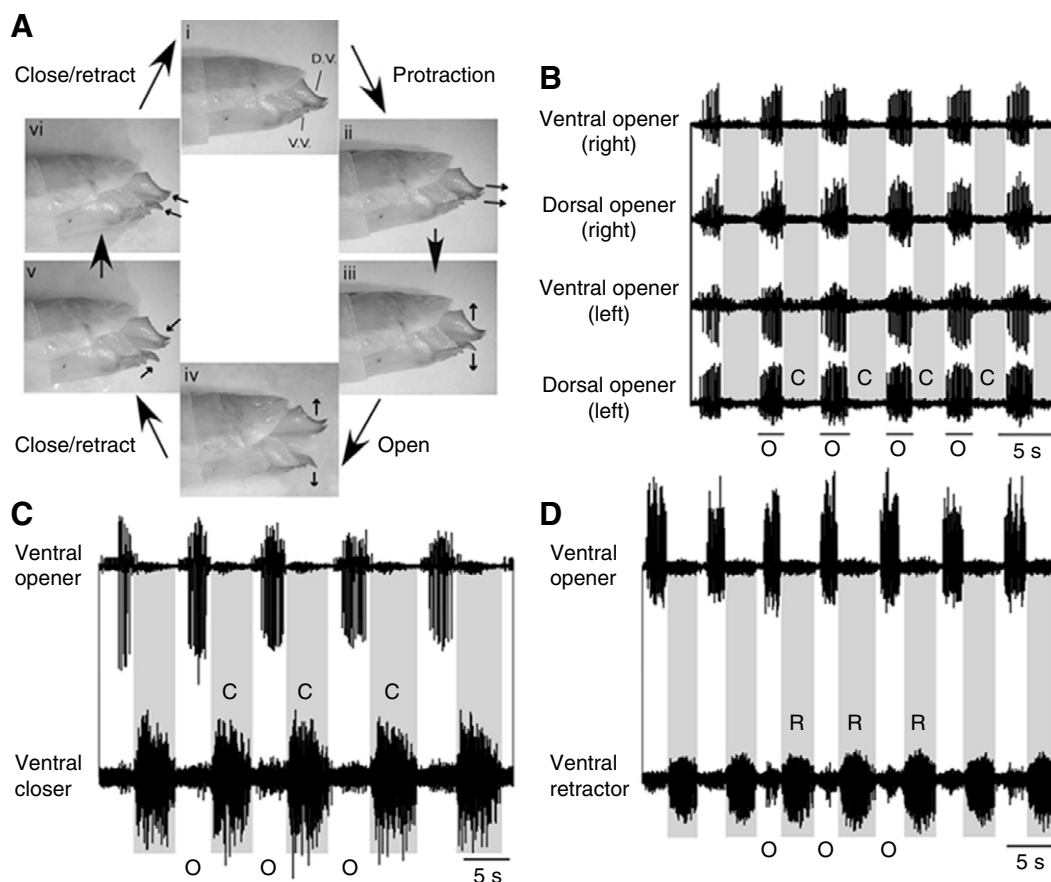 A
i
D.V.
V.V.
Close/retract
Protraction
vi
ii
v
iii
iv
Close/retract
Open
B
Ventral opener
(right)
Dorsal opener
(right)
Ventral opener
(left)
Dorsal opener
(left)
C C C C
O O O O 5 s
C
Ventral
opener
C C C
Ventral
closer
O O O 5 s
D
Ventral
opener
R R R
Ventral
retractor
O O O 5 s